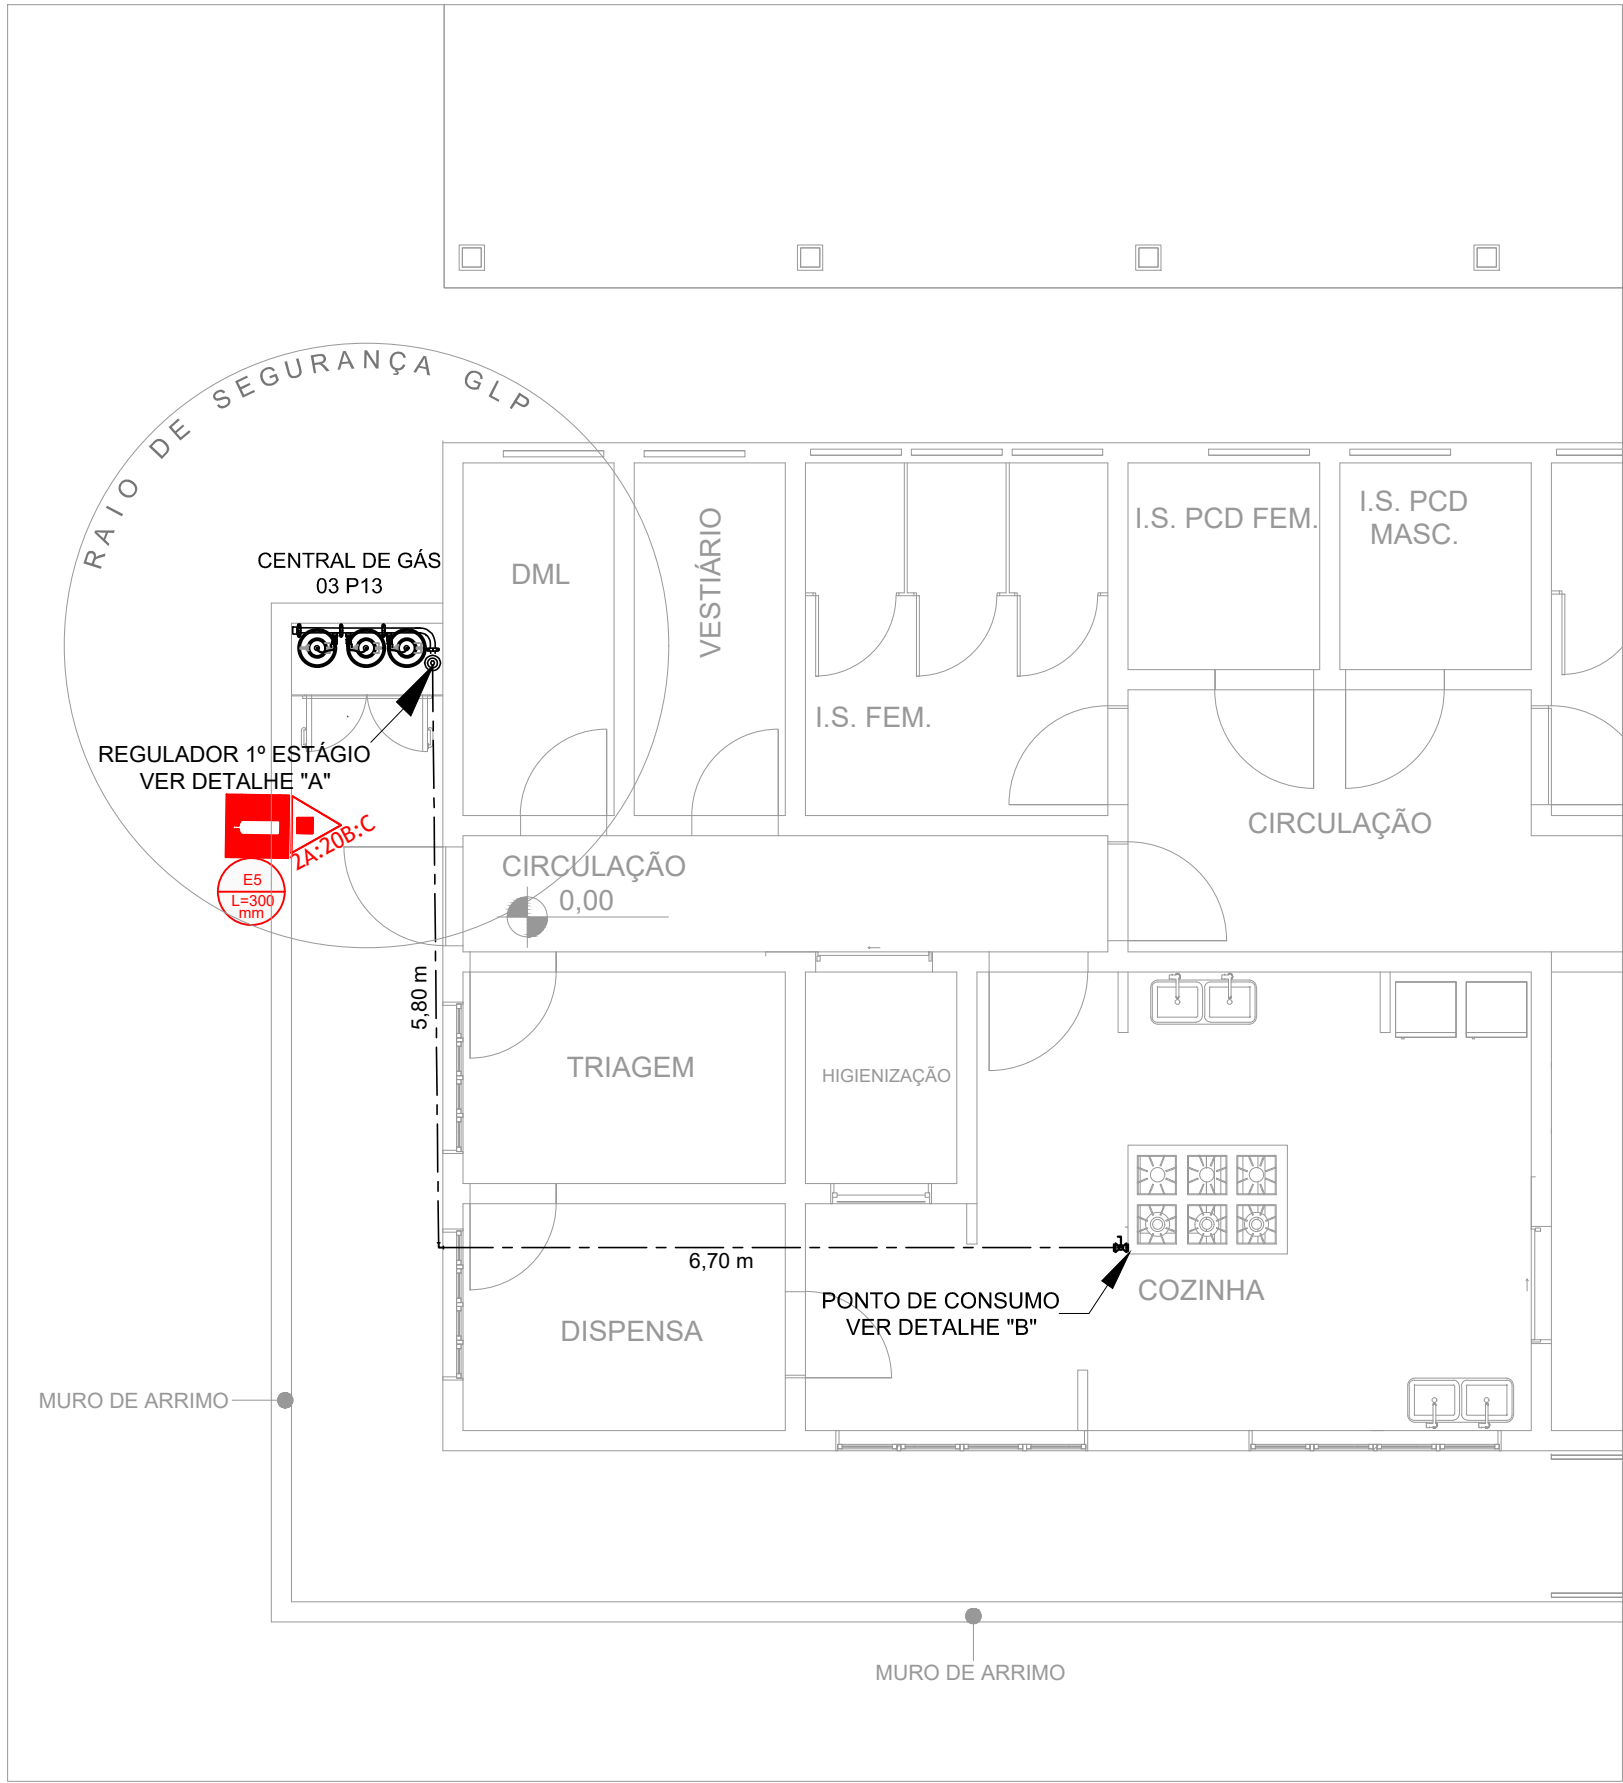 RAIO DE SEGURANÇA GLP
CENTRAL DE GÁS
03 P13
DML
VESTIÁRIO
I.S. FEM.
I.S. PCD FEM.
I.S. PCD
MASC.
REGULADOR 1º ESTÁGIO
VER DETALHE "A"
2A:20B:C
E5
L=300
mm
CIRCULAÇÃO
0,00
CIRCULAÇÃO
5,80 m
TRIAGEM
HIGIENIZAÇÃO
6,70 m
PONTO DE CONSUMO
VER DETALHE "B"
COZINHA
DISPENSA
MURO DE ARRIMO
MURO DE ARRIMO